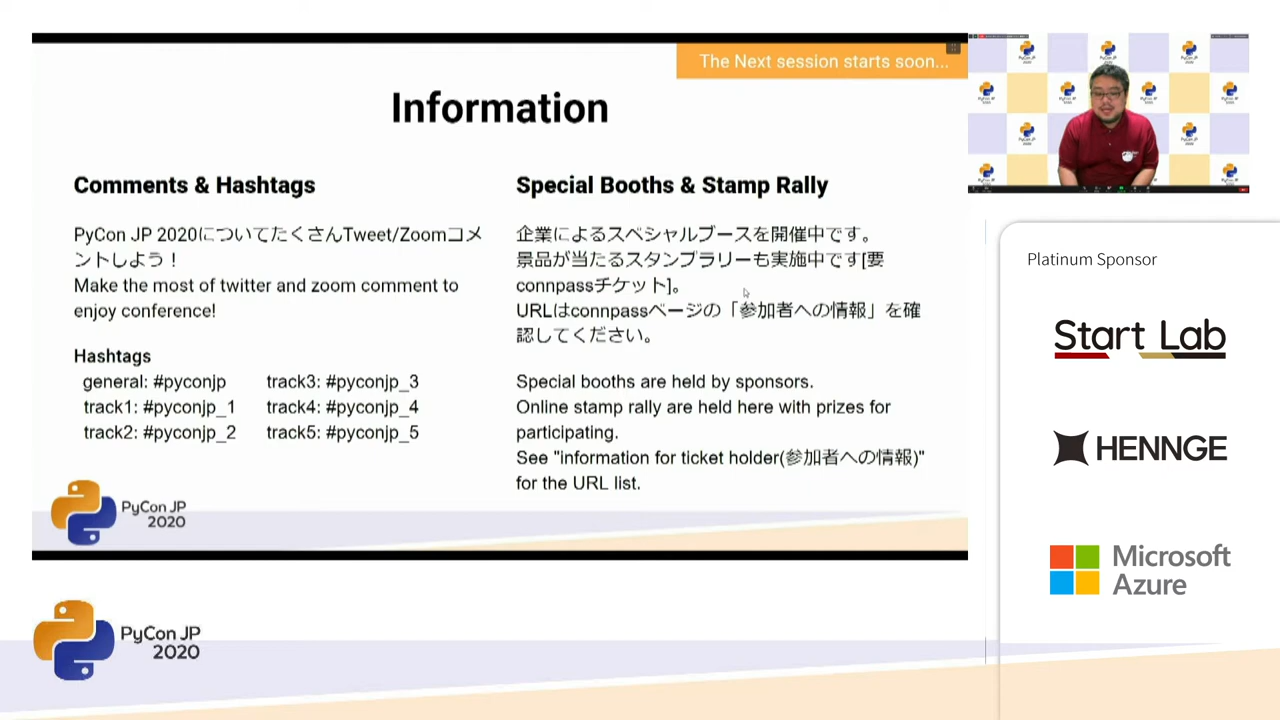 The Next session starts soon...
Information
Comments & Hashtags
PyCon JP 2020についてたくさんTweet/Zoomコメ
ントしよう！
Make the most of twitter and zoom comment to
enjoy conference!
Hashtags
general: #pyconjp
track1: #pyconjp_1
track2: #pyconjp_2
track3: #pyconjp_3
track4: #pyconjp_4
track5: #pyconjp_5
Special Booths & Stamp Rally
企業によるスペシャルブースを開催中です。
景品が当たるスタンプラリーも実施中です[要
connpassチケット]。
URLはconnpassページの「参加者への情報」を確
認してください。
Special booths are held by sponsors.
Online stamp rally are held here with prizes for
participating.
See "information for ticket holder(参加者への情報)"
for the URL list.
PyCon JP
2020
Platinum Sponsor
Start Lab
HENNGE
Microsoft
Azure
PyCon JP
2020